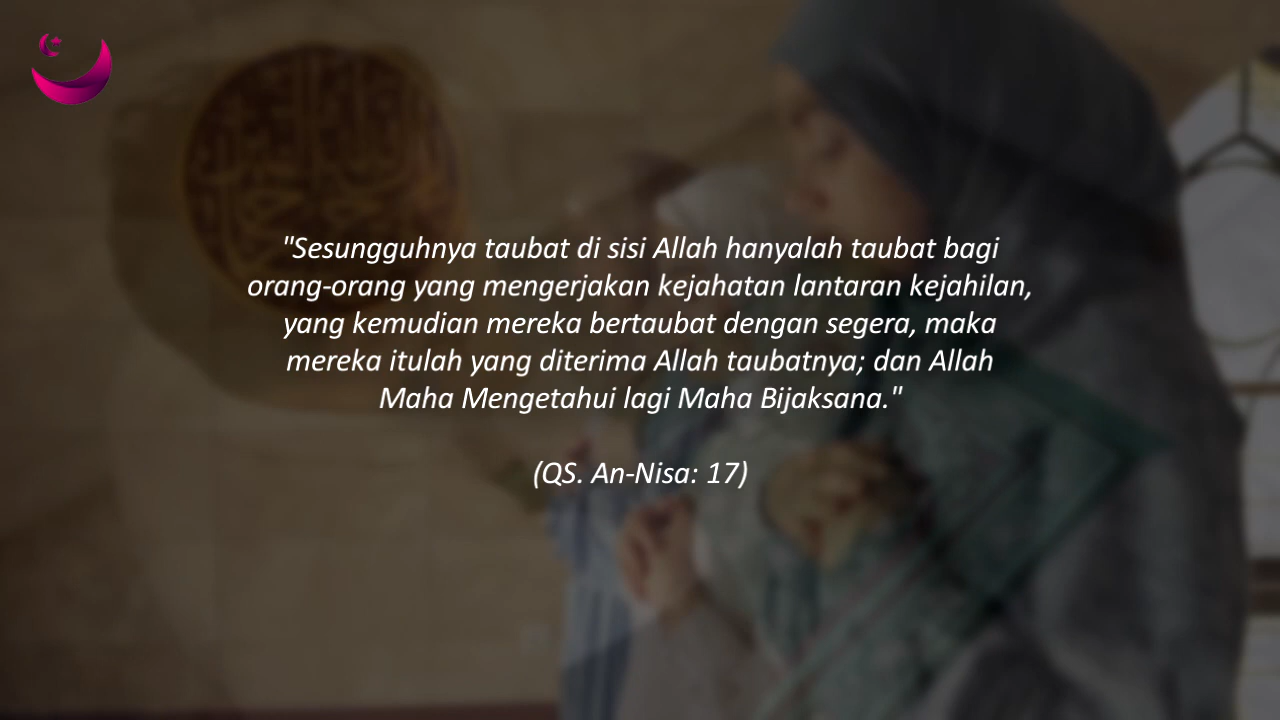 "Sesungguhnya taubat di sisi Allah hanyalah taubat bagi
orang-orang yang mengerjakan kejahatan lantaran kejahilan,
yang kemudian mereka bertaubat dengan segera, maka
mereka itulah yang diterima Allah taubatnya; dan Allah
Maha Mengetahui lagi Maha Bijaksana."
(QS. An-Nisa: 17)